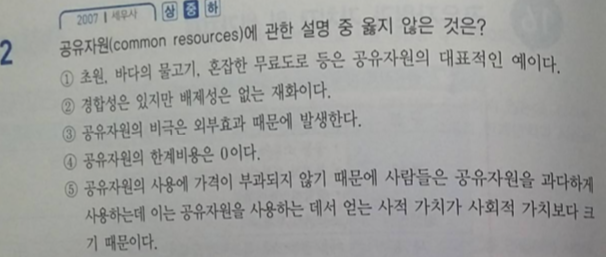 2007 | 세무사 상 중 하
2 공유자원(common resources)에 관한 설명 중 옳지 않은 것은?
① 초원, 바다의 물고기, 혼잡한 무료도로 등은 공유자원의 대표적인 예이다.
② 경합성은 있지만 배제성은 없는 재화이다.
③ 공유자원의 비극은 외부효과 때문에 발생한다.
④ 공유자원의 한계비용은 0이다.
⑤ 공유자원의 사용에 가격이 부과되지 않기 때문에 사람들은 공유자원을 과다하게
사용하는데 이는 공유자원을 사용하는 데서 얻는 사적 가치가 사회적 가치보다 크
기 때문이다.